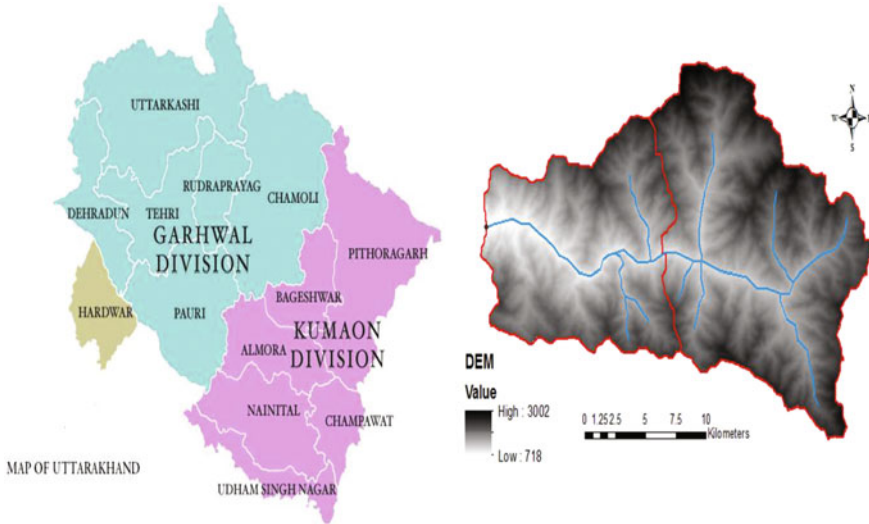 UTTARKASHI
RUDRAPRAYAG
CHAMOLI
DEHRADUN
TEHRI
GARHWAL
DIVISION
PITHORAGARH
HARDWAR
PAURI
BAGESHWAR
KUMAON
DIVISION
ALMORA
NAINITAL
CHAMPAWAT
UDHAM SINGH NAGAR
MAP OF UTTARAKHAND
N
W
E
S
DEM
Value
High : 3002
Low : 718
0 1.25 2.5 5 7.5 10
Kilometers